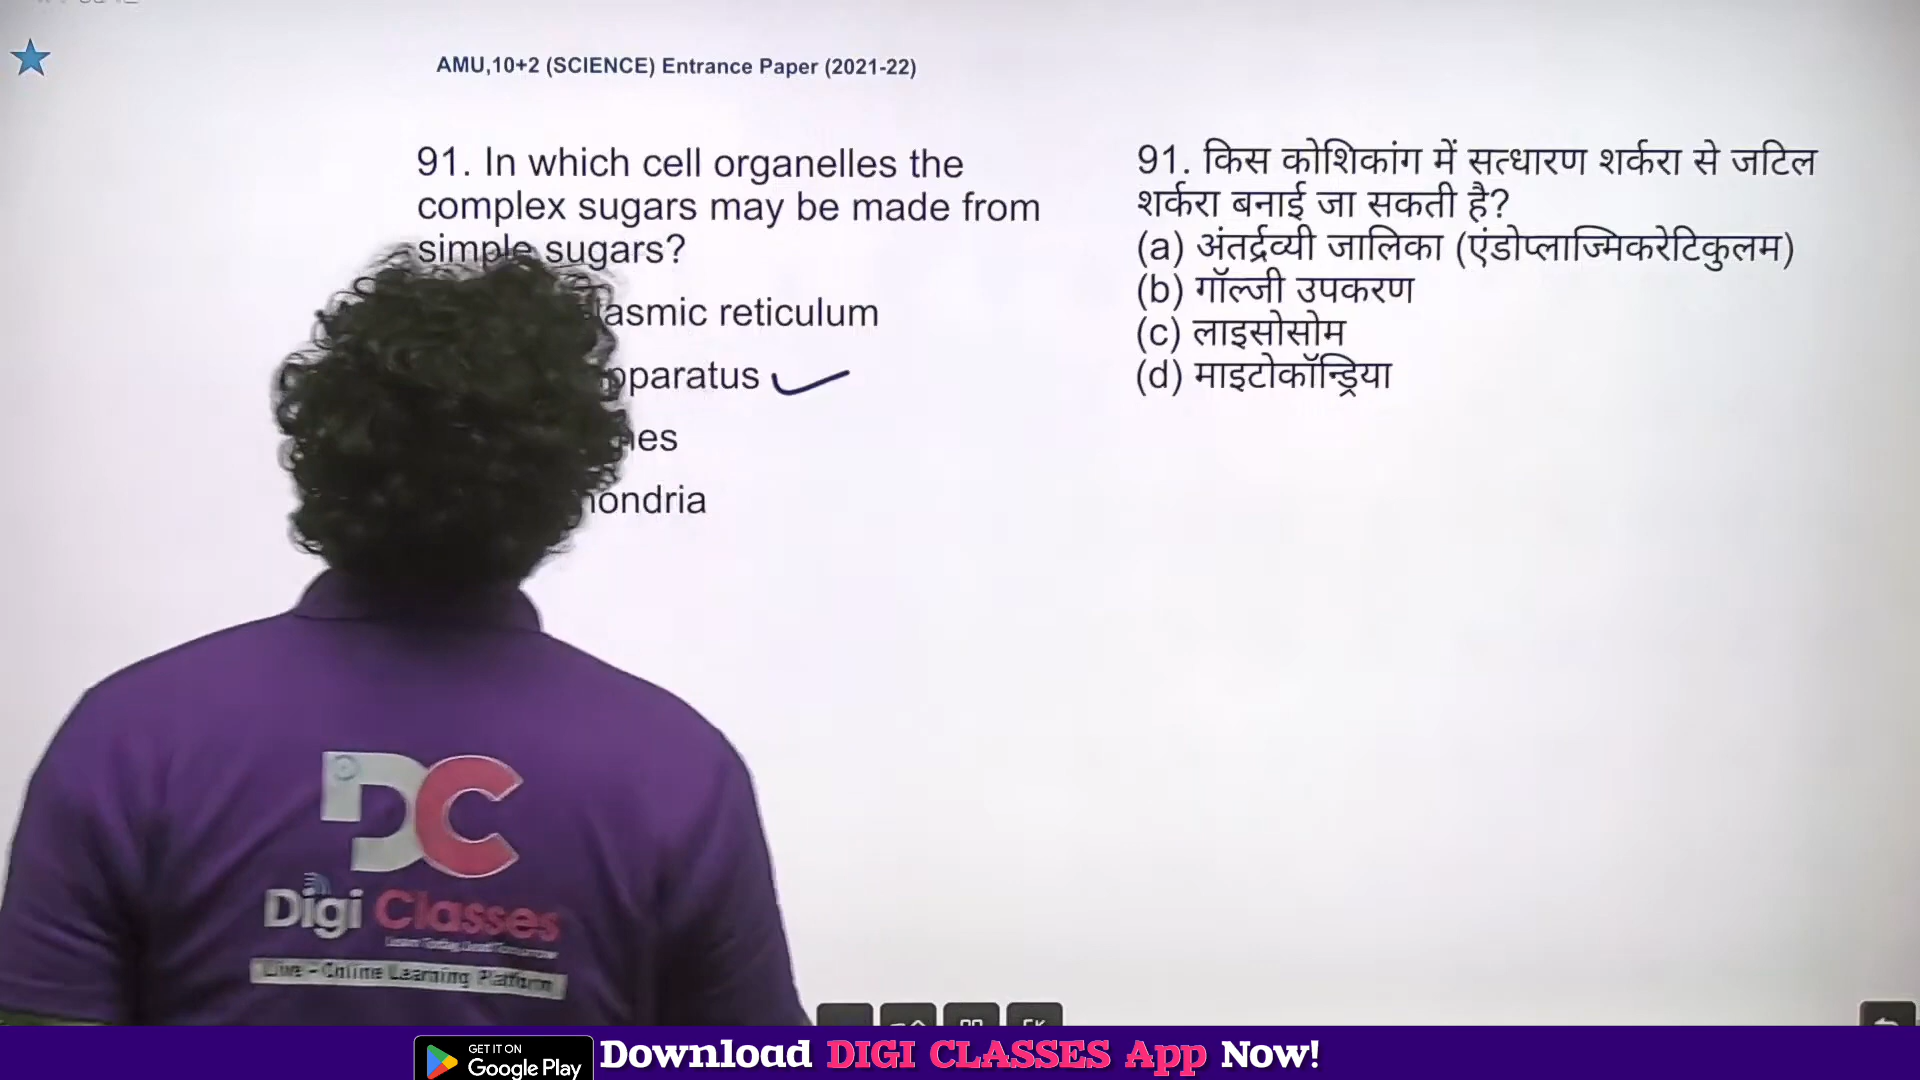 AMU,10+2 (SCIENCE) Entrance Paper (2021-22)
91. In which cell organelles the
complex sugars may be made from
simple sugars?
asmic reticulum
pparatus
es
ondria
91. किस कोशिकांग में सत्धारण शर्करा से जटिल
शर्करा बनाई जा सकती है?
(a) अंतर्द्रव्यी जालिका (एंडोप्लाज्मिकरेटिकुलम)
(b) गॉल्जी उपकरण
(c) लाइसोसोम
(d) माइटोकॉन्ड्रिया
DC
Digi Classes
Live - Online Learning Platform
GET IT ON
Google Play
Download DIGI CLASSES App Now!